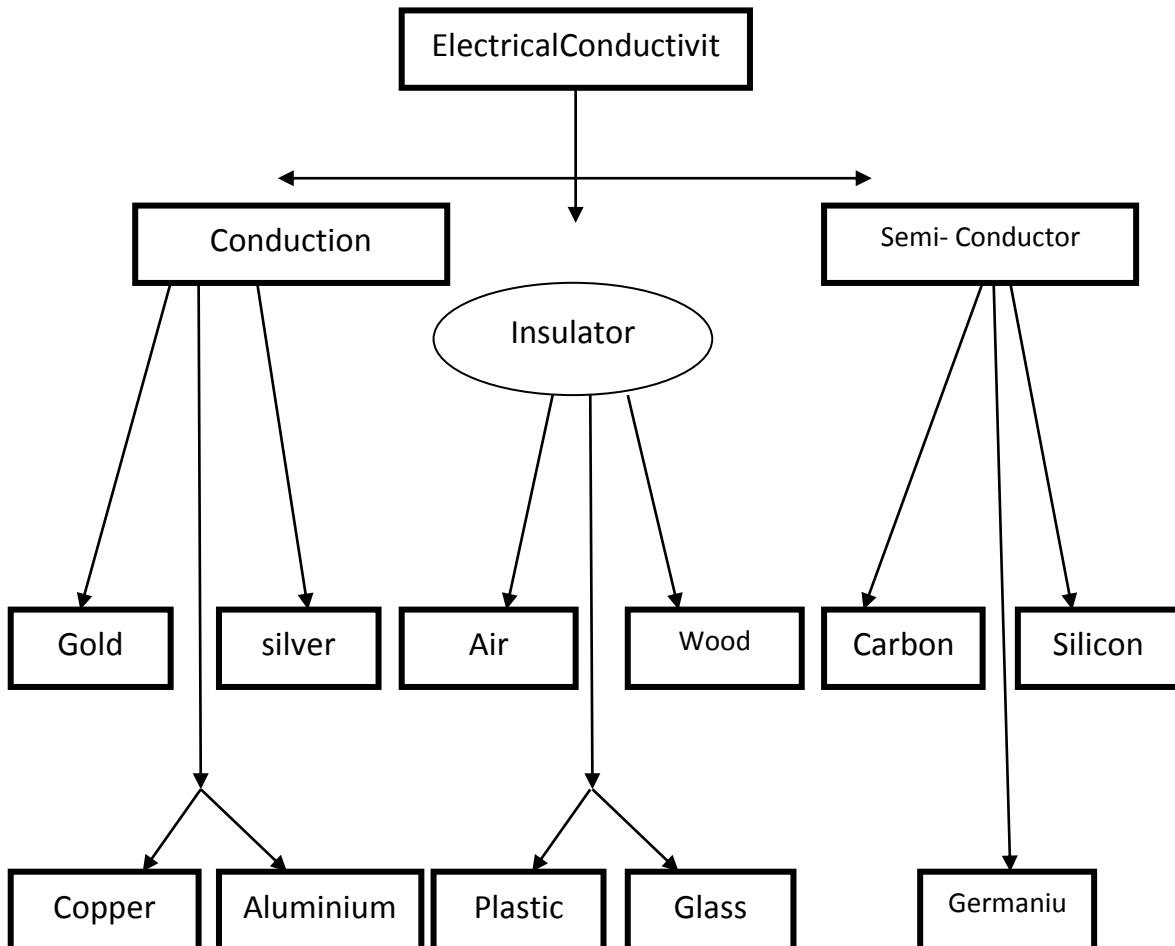 ElectricalConductivit
Conduction
Semi- Conductor
Insulator
Gold
silver
Air
Wood
Carbon
Silicon
Copper
Aluminium
Plastic
Glass
Germaniu